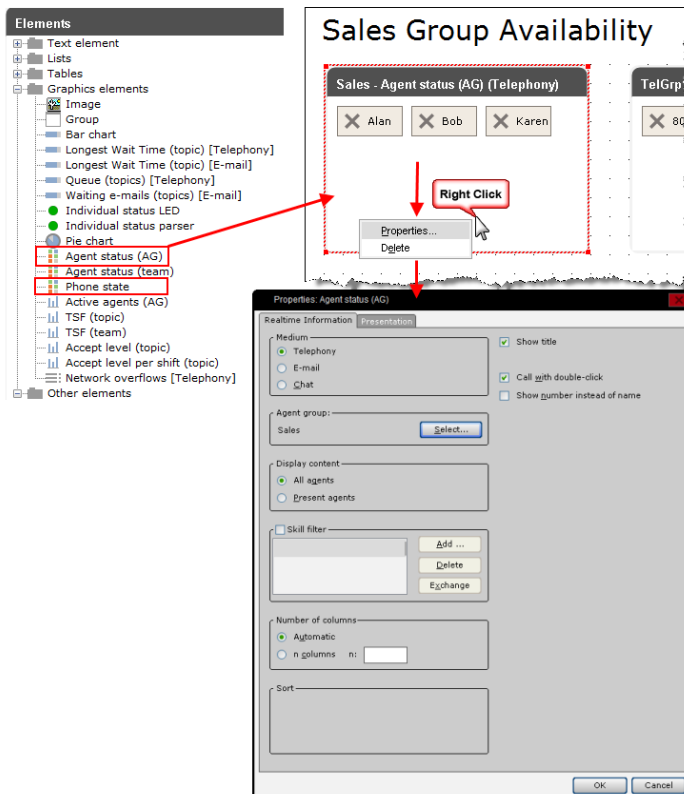 Elements
Text element
Lists
Tables
Graphics elements
Image
Group
Bar chart
Longest Wait Time (topic) [Telephony]
Longest Wait Time (topic) [E-mail]
Queue (topics) [Telephony]
Waiting e-mails (topics) [E-mail]
Individual status LED
Individual status parser
Pie chart
Agent status (AG)
Agent status (team)
Phone state
Active agents (AG)
TSF (topic)
TSF (team)
Accept level (topic)
Accept level per shift (topic)
Network overflows [Telephony]
Other elements
Sales Group Availability
Sales - Agent status (AG) (Telephony)
Alan Bob Karen
TelGrp
Right Click
Properties...
Delete
Properties: Agent status (AG)
Realtime Information Presentation
Medium
Telephony
E-mail
Chat
Show title
Call with double-click
Show number instead of name
Agent group:
Sales Select...
Display content
All agents
Present agents
Skill filter
Add ...
Delete
Exchange
Number of columns
Automatic
n columns n:
Sort
OK Cancel